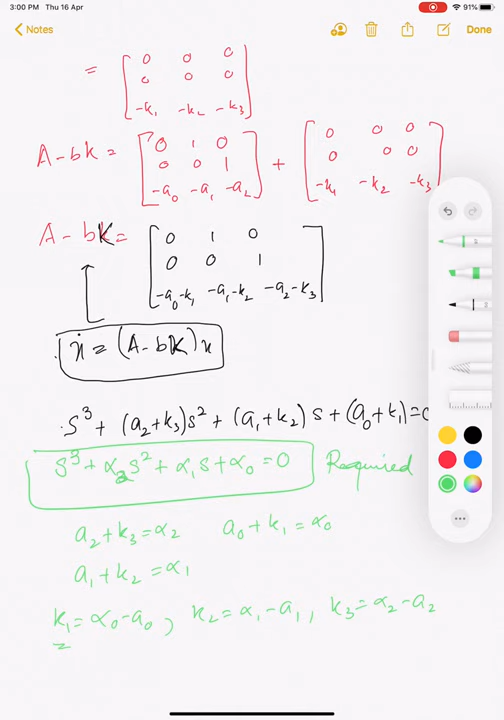 3:00 PM Thu 16 Apr 91%
Notes Done
= [0 0 0
0 0 0
-k₁ -k₂ -k₃]
A-bk = [0 1 0 + [0 0 0
0 0 1 0 0 0
-a₀ -a₁ -a₂] -k₁ -k₂ -k₃]
A-bK = [0 1 0
0 0 1
-a₀-k₁ -a₁-k₂ -a₂-k₃]
ẋ = (A-bK)x
s³ + (a₂+k₃)s² + (a₁+k₂)s + (a₀+k₁)=0
s³ + α₂s² + α₁s + α₀ = 0 Required
a₂+k₃ = α₂ a₀+k₁ = α₀
a₁+k₂ = α₁
k₁ = α₀-a₀, k₂ = α₁-a₁, k₃ = α₂-a₂